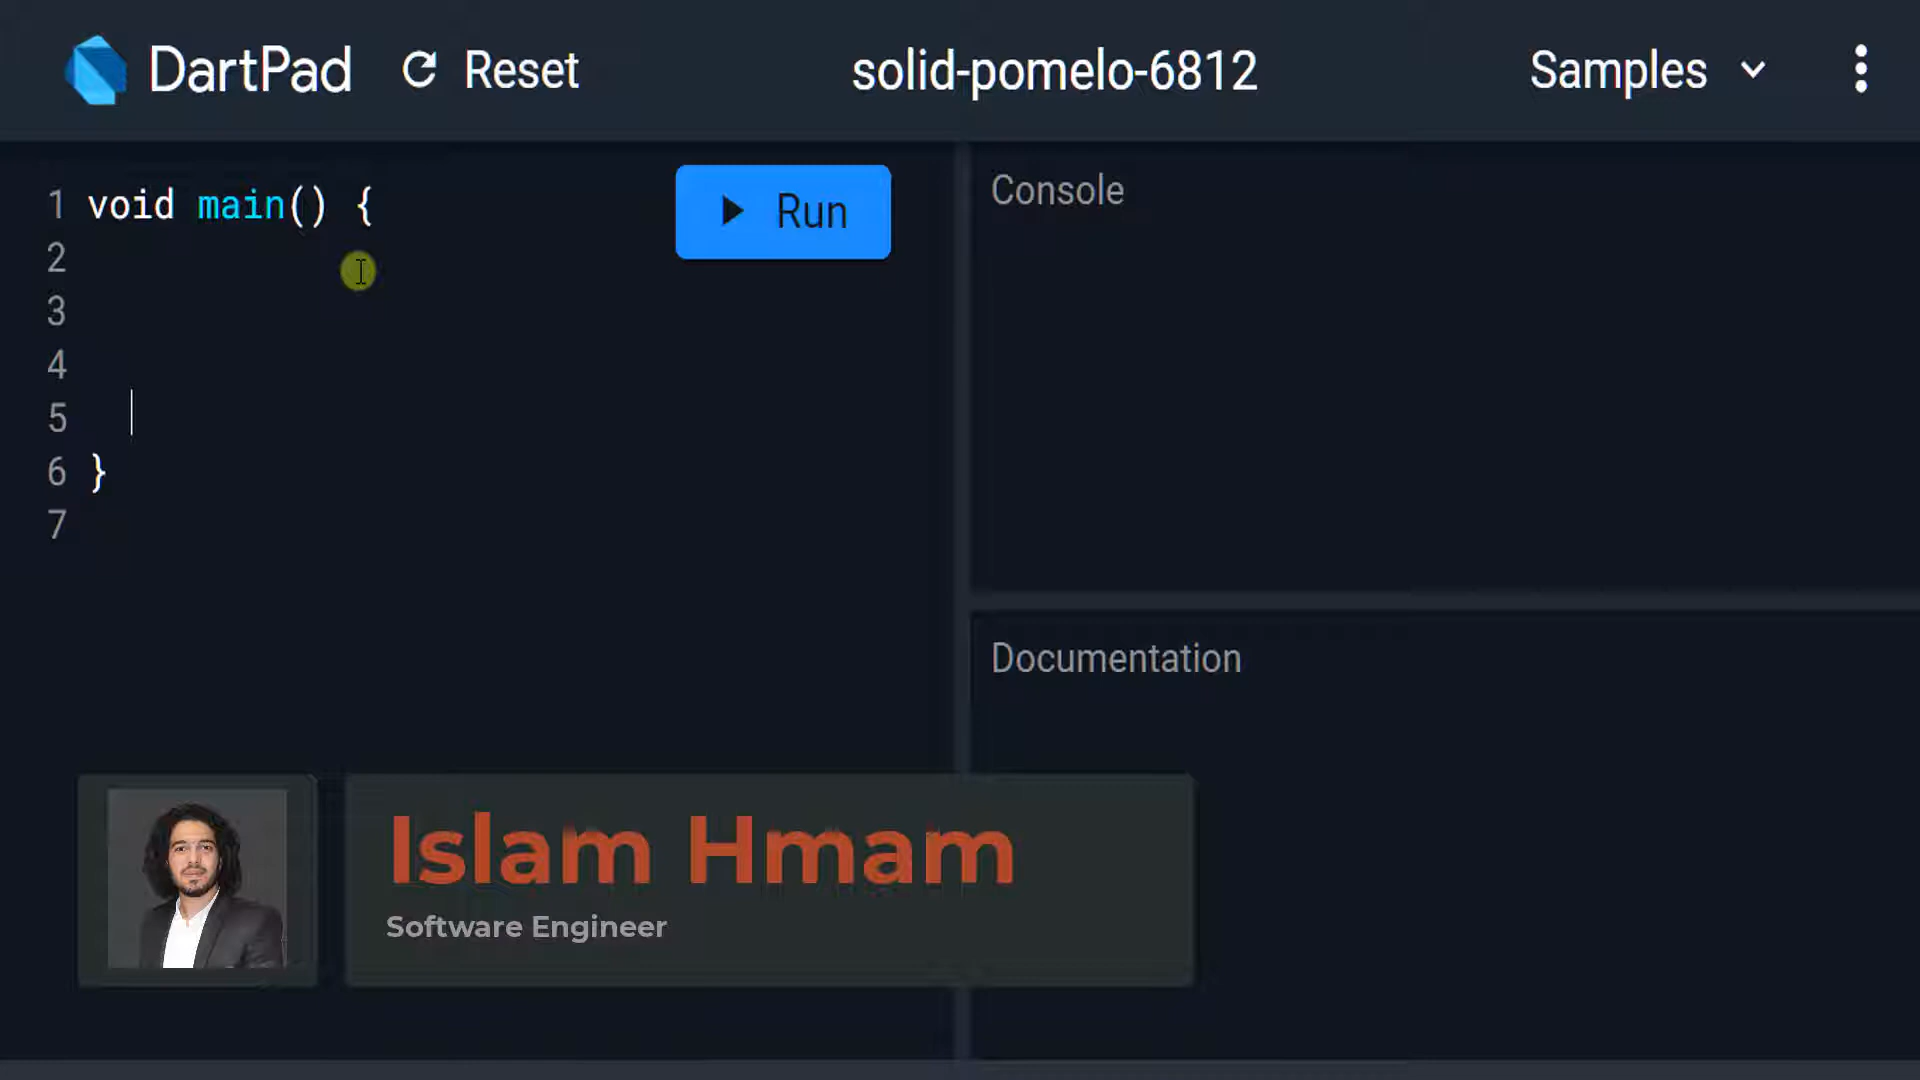 DartPad Reset solid-pomelo-6812 Samples
1 void main() {
Run
Console
2
3
4
5
6 }
7
Documentation
Islam Hmam
Software Engineer